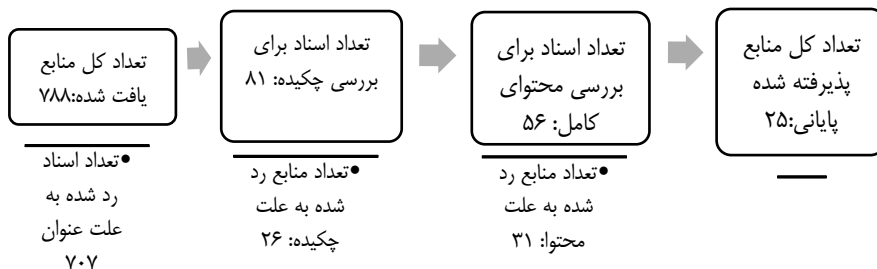 تعداد کل منابع
یافت شده:۷۸۸
تعداد اسناد برای
بررسی چکیده: ۸۱
تعداد اسناد برای
بررسی محتوای
کامل: ۵۶
تعداد کل منابع
پذیرفته شده
پایانی:۲۵
•تعداد اسناد
رد شده به
علت عنوان
۷۰۷
•تعداد منابع رد
شده به علت
چکیده: ۲۶
•تعداد منابع رد
شده به علت
محتوا: ۳۱